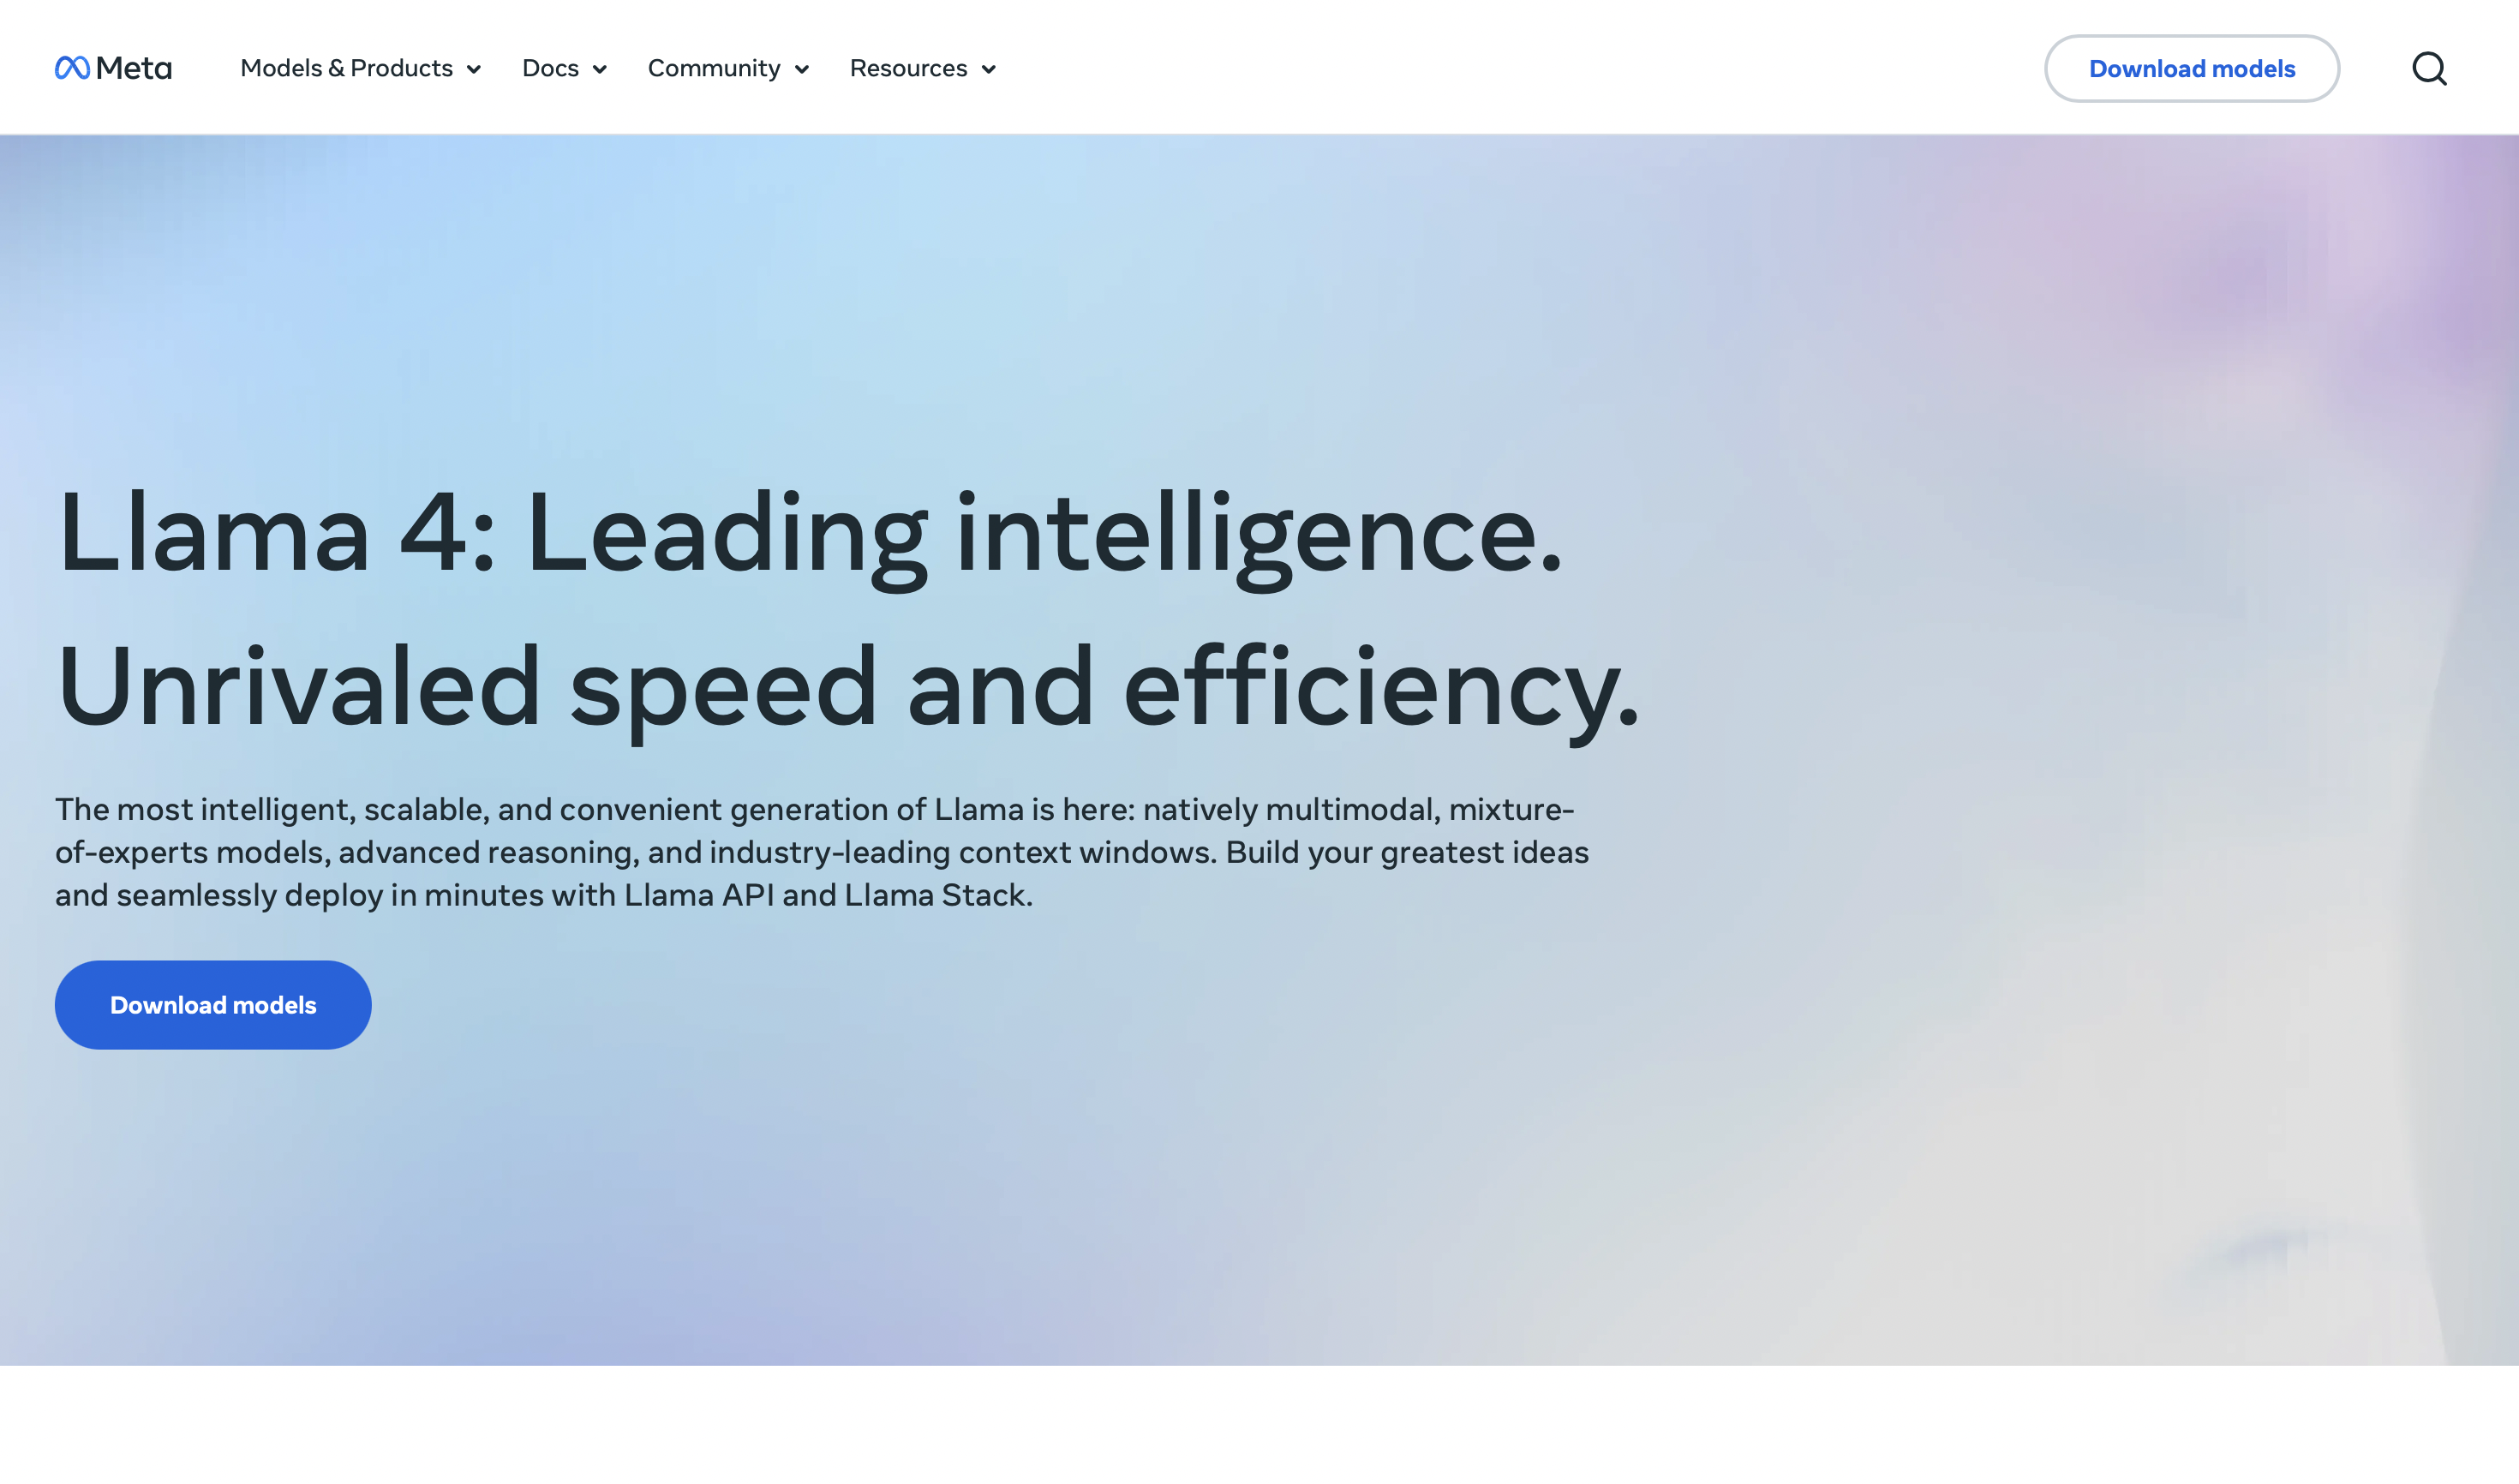 Meta
Models & Products
Docs
Community
Resources
Download models
Llama 4: Leading intelligence.
Unrivaled speed and efficiency.
The most intelligent, scalable, and convenient generation of Llama is here: natively multimodal, mixture-
of-experts models, advanced reasoning, and industry-leading context windows. Build your greatest ideas
and seamlessly deploy in minutes with Llama API and Llama Stack.
Download models